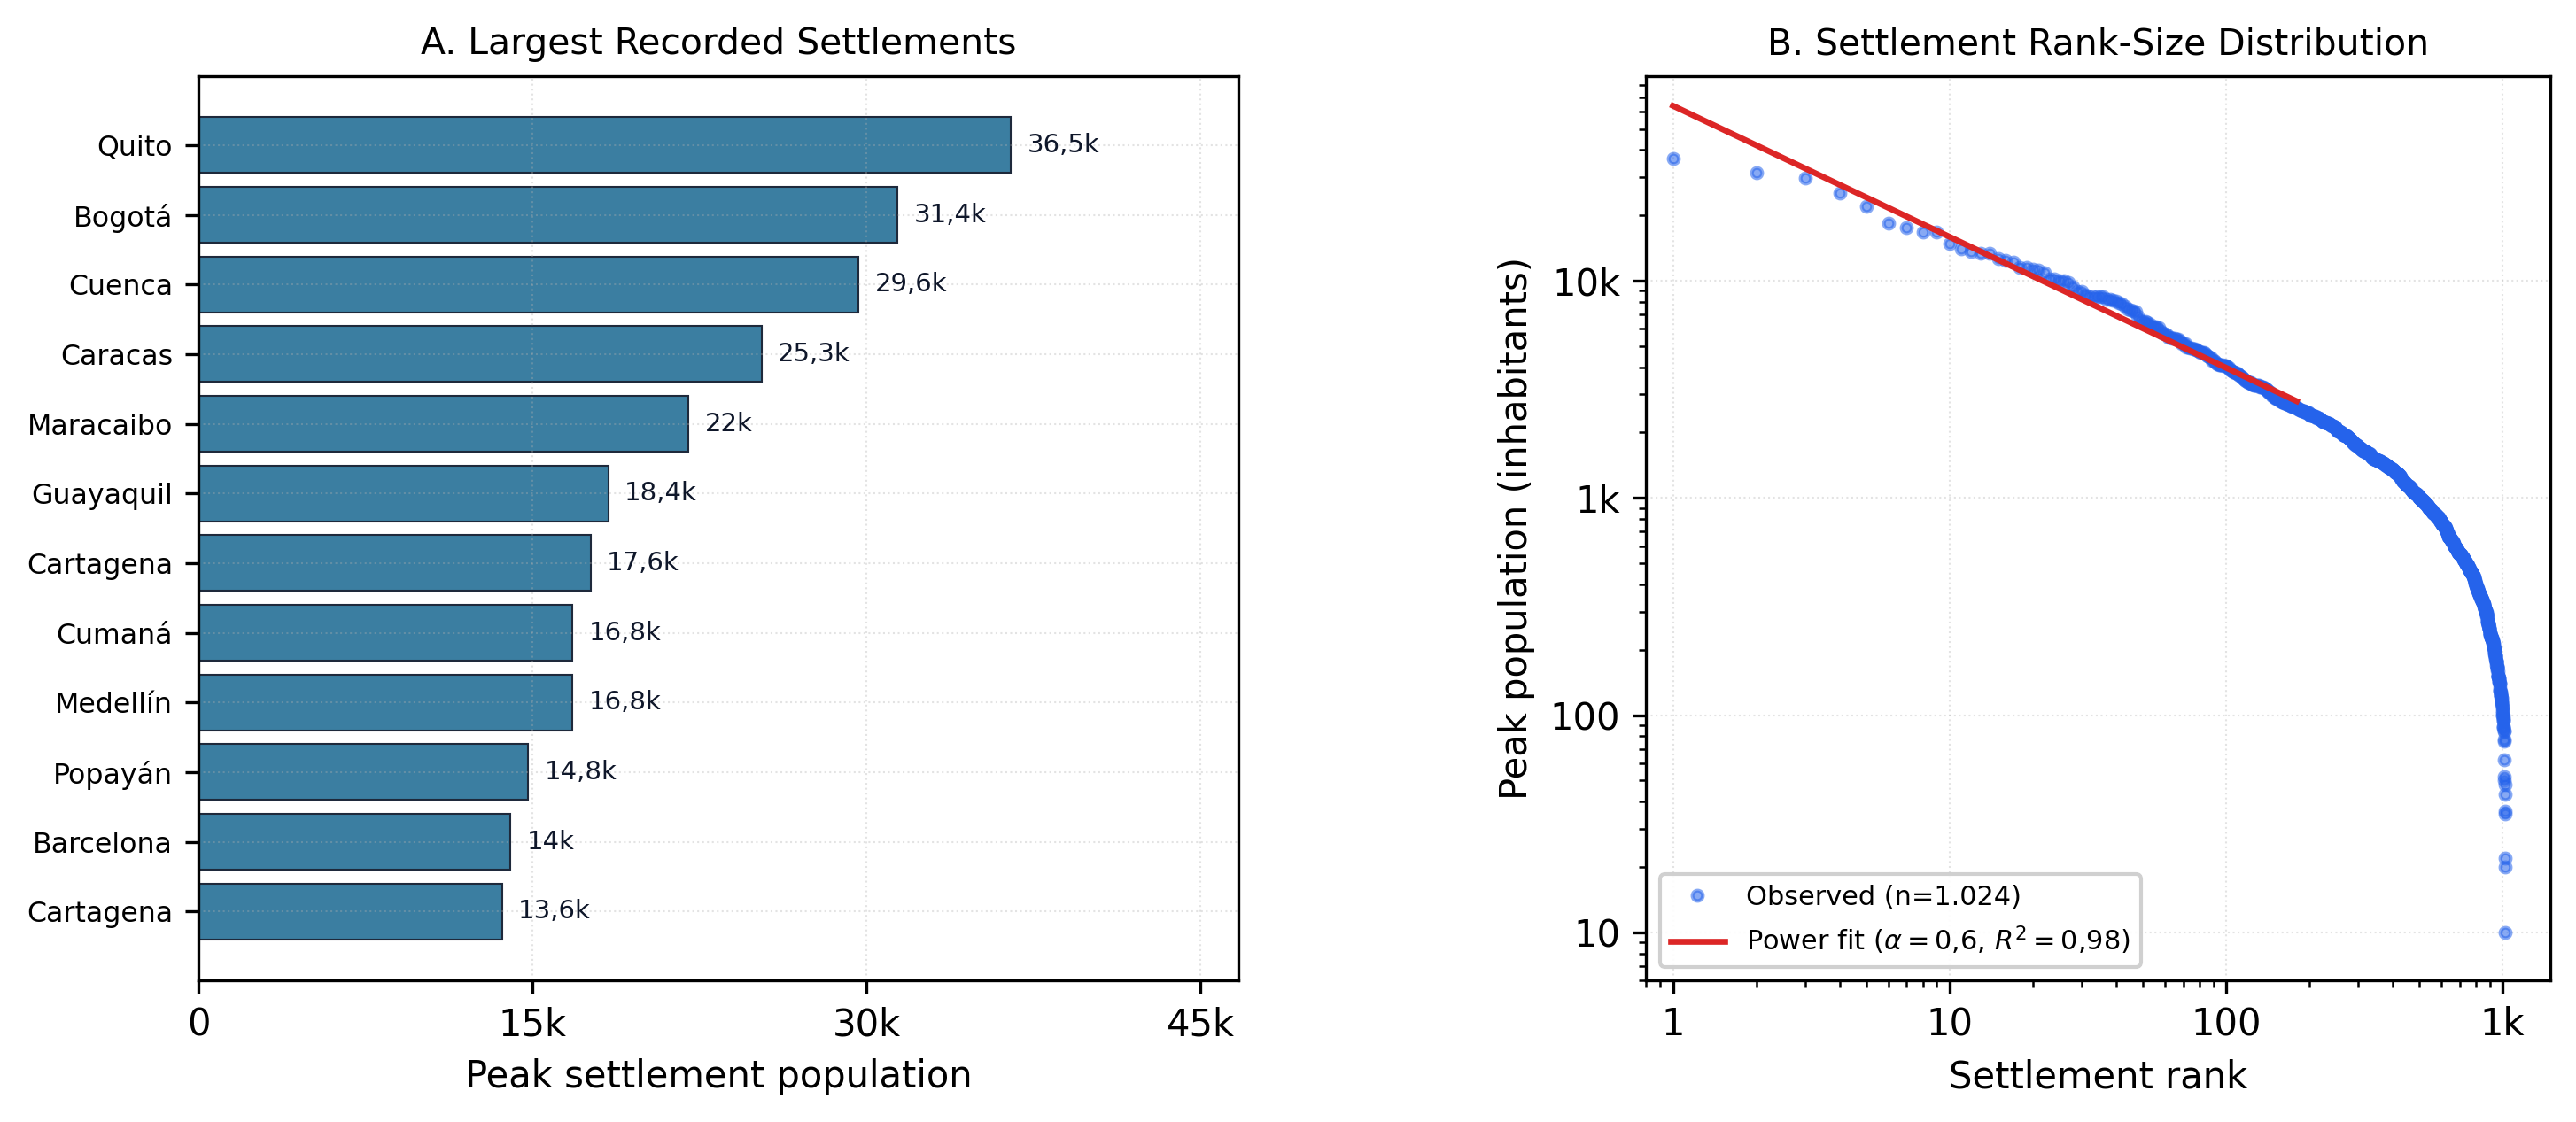 A. Largest Recorded Settlements
Quito
36,5k
Bogotá
31,4k
Cuenca
29,6k
Caracas
25,3k
Maracaibo
22k
Guayaquil
18,4k
Cartagena
17,6k
Cumaná
16,8k
Medellín
16,8k
Popayán
14,8k
Barcelona
14k
Cartagena
13,6k
0
15k
30k
45k
Peak settlement population
B. Settlement Rank-Size Distribution
Peak population (inhabitants)
10k
1k
100
10
Observed (n=1.024)
Power fit (α = 0,6, R² = 0,98)
1
10
100
1k
Settlement rank